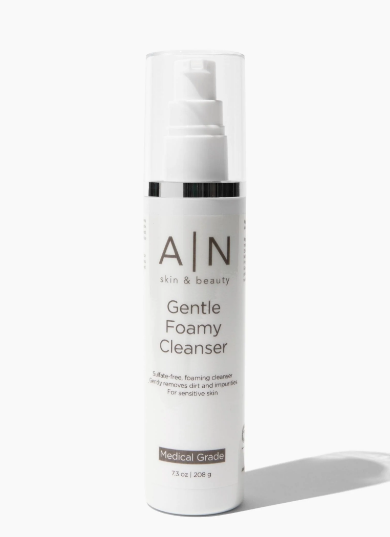 A|N
skin & beauty
Gentle
Foamy
Cleanser
Sulfate-free, foaming cleanser
Gently removes dirt and impurities
For sensitive skin
Medical Grade
7.3 oz | 208 g